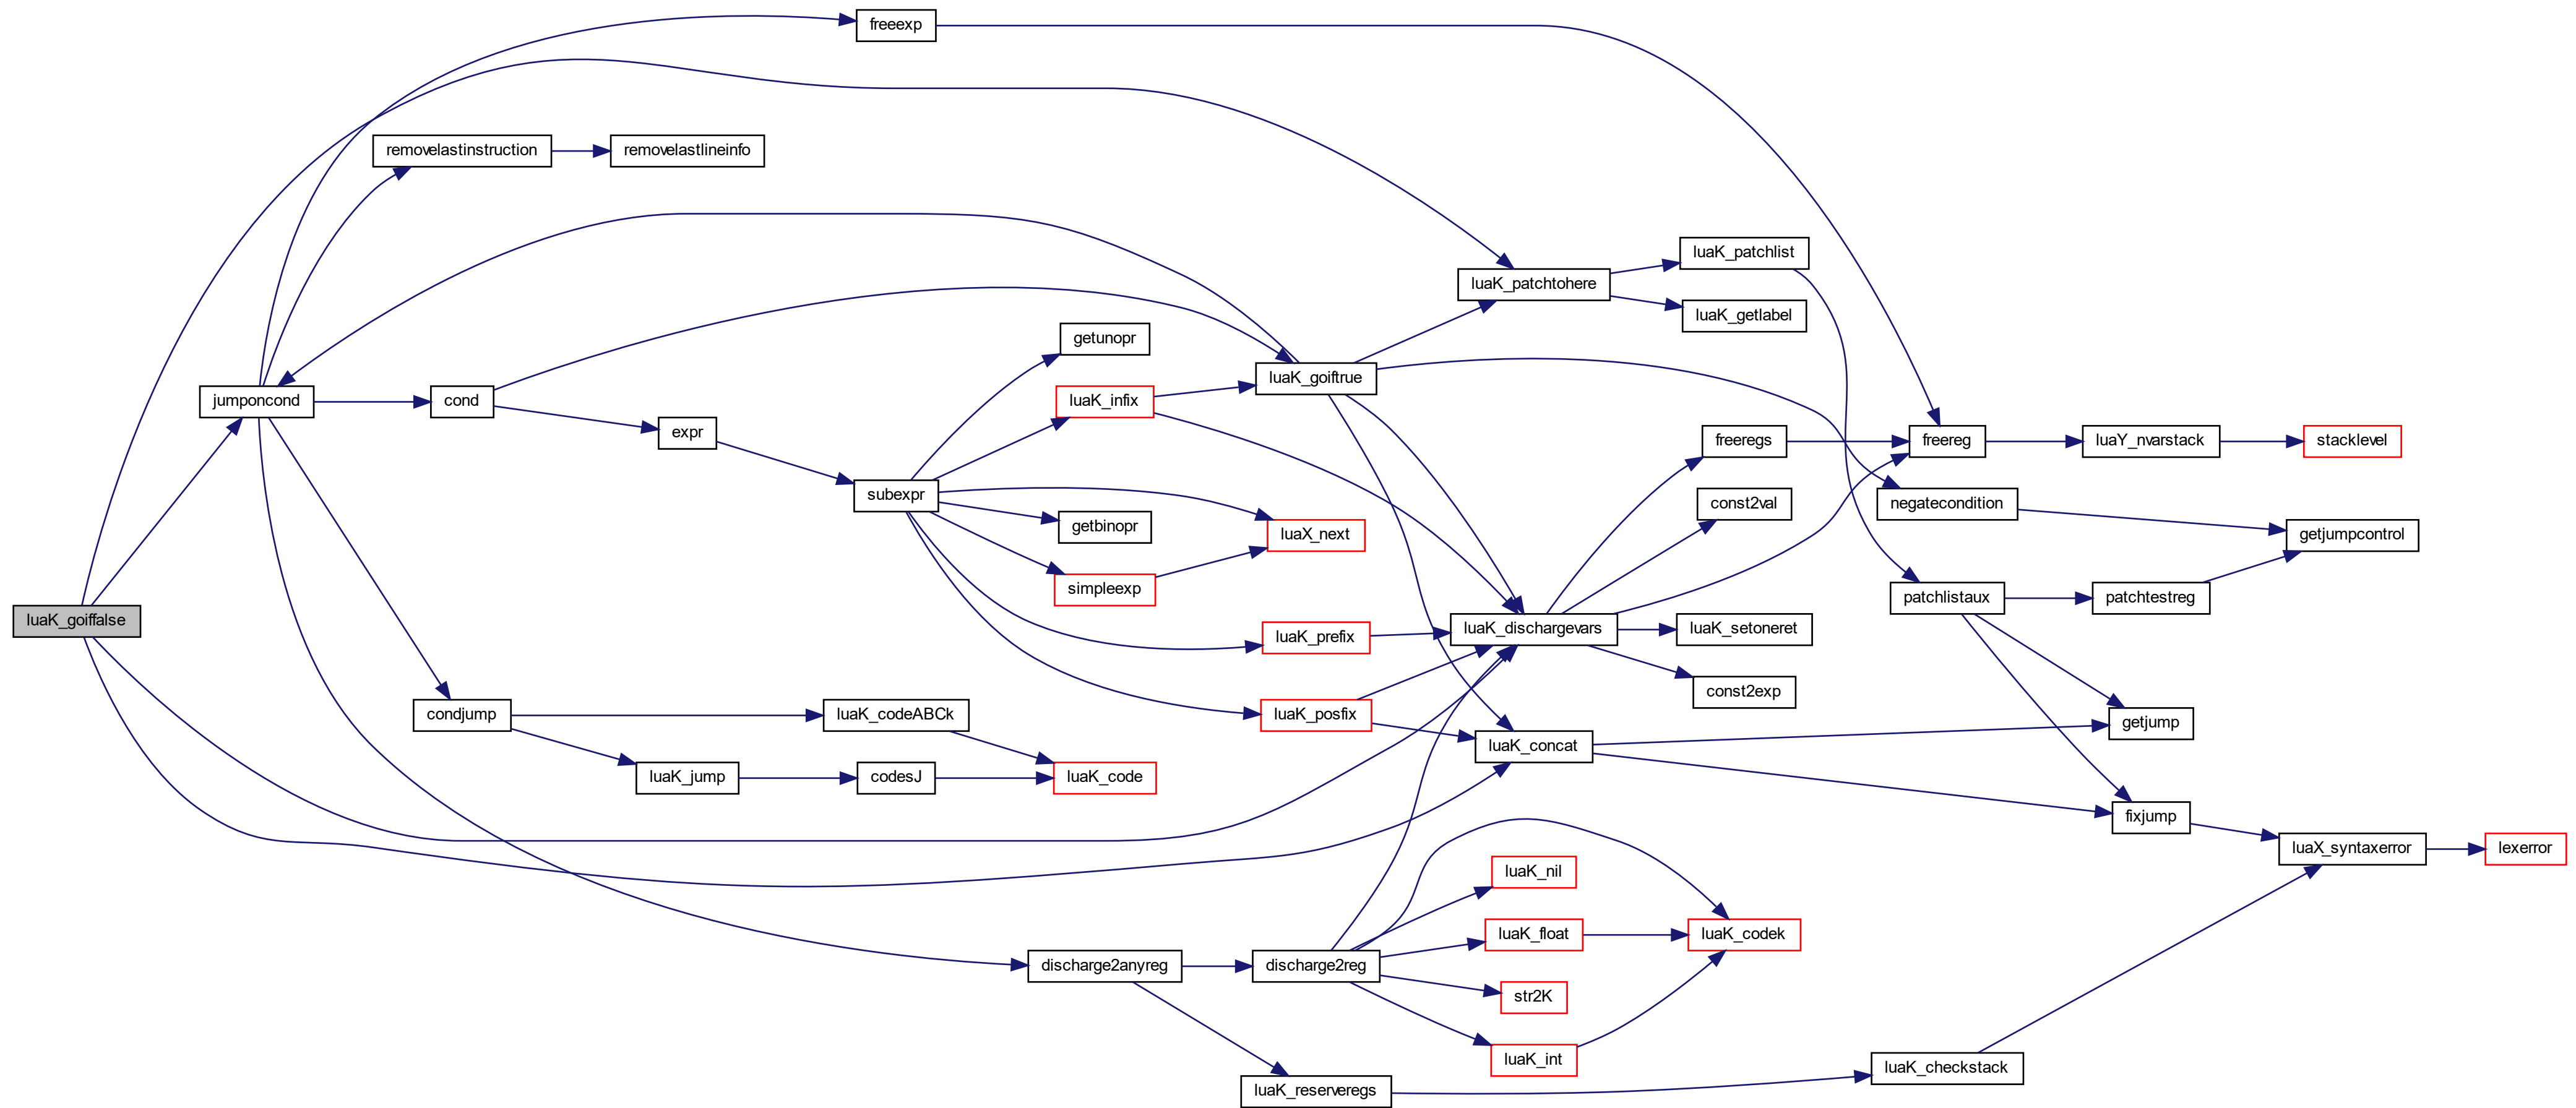 freeexp
removelastinstruction
removelastlineinfo
luaK_patchlist
luaK_patchtohere
luaK_getlabel
getunopr
luaK_goiftrue
jumponcond
cond
luaK_infix
expr
freeregs
freereg
luaY_nvarstack
stacklevel
subexpr
const2val
negatecondition
getbinopr
luaX_next
getjumpcontrol
simpleexp
patchlistaux
patchtestreg
luaK_goiffalse
luaK_prefix
luaK_dischargevars
luaK_setoneret
const2exp
condjump
luaK_codeABCk
luaK_posfix
luaK_concat
getjump
luaK_jump
codesJ
luaK_code
fixjump
luaX_syntaxerror
lexerror
luaK_nil
luaK_float
luaK_codek
discharge2anyreg
discharge2reg
str2K
luaK_int
luaK_checkstack
luaK_reserveregs